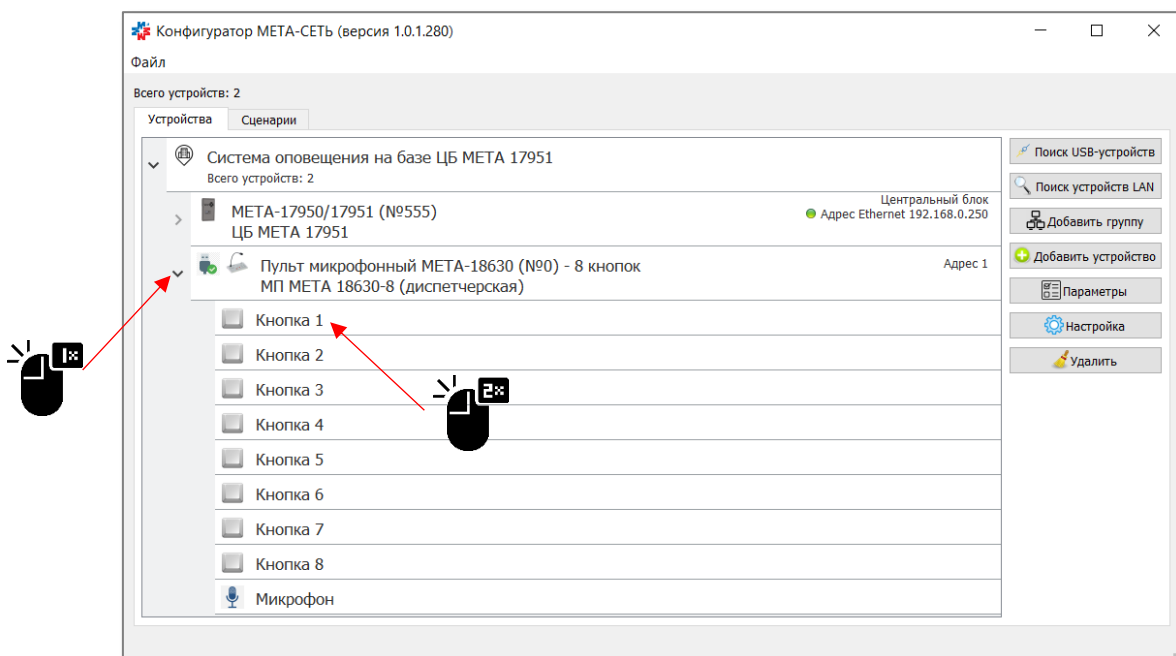 Конфигуратор МЕТА-СЕТЬ (версия 1.0.1.280)
Файл
Всего устройств: 2
Устройства
Сценарии
Система оповещения на базе ЦБ МЕТА 17951
Всего устройств: 2
МЕТА-17950/17951 (№555)
ЦБ МЕТА 17951
Центральный блок
Адрес Ethernet 192.168.0.250
Пульт микрофонный МЕТА-18630 (№0) - 8 кнопок
МП МЕТА 18630-8 (диспетчерская)
Адрес 1
Кнопка 1
Кнопка 2
Кнопка 3
Кнопка 4
Кнопка 5
Кнопка 6
Кнопка 7
Кнопка 8
Микрофон
Поиск USB-устройств
Поиск устройств LAN
Добавить группу
Добавить устройство
Параметры
Настройка
Удалить
1x
2x